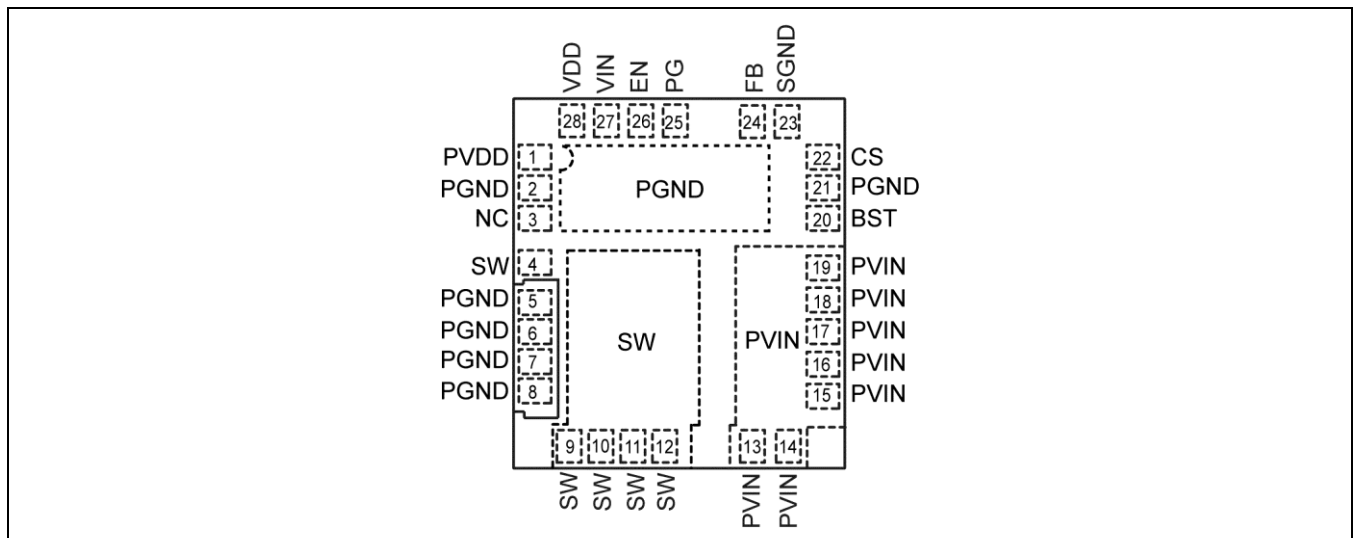 VDD VIN EN PG FB SGND
28 27 26 25 24 23
PVDD 1 22 CS
PGND 2 PGND 21 PGND
NC 3 20 BST
SW 4 19 PVIN
PGND 5 18 PVIN
PGND 6 SW PVIN 17 PVIN
PGND 7 16 PVIN
PGND 8 15 PVIN
9 10 11 12 13 14
SW SW SW SW PVIN PVIN